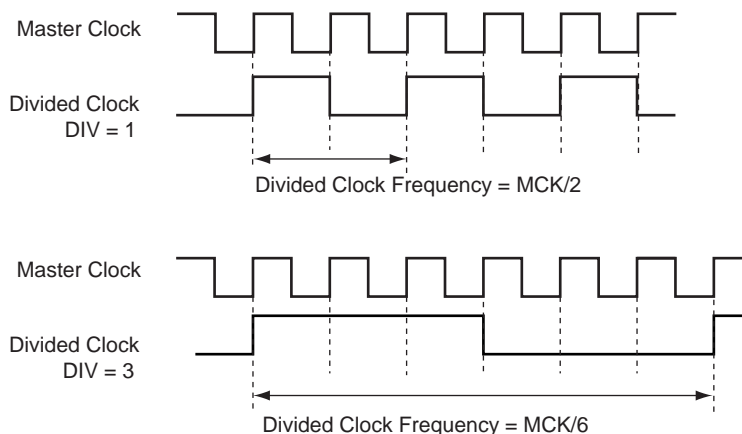 Master Clock
Divided Clock
DIV = 1
Divided Clock Frequency = MCK/2
Master Clock
Divided Clock
DIV = 3
Divided Clock Frequency = MCK/6